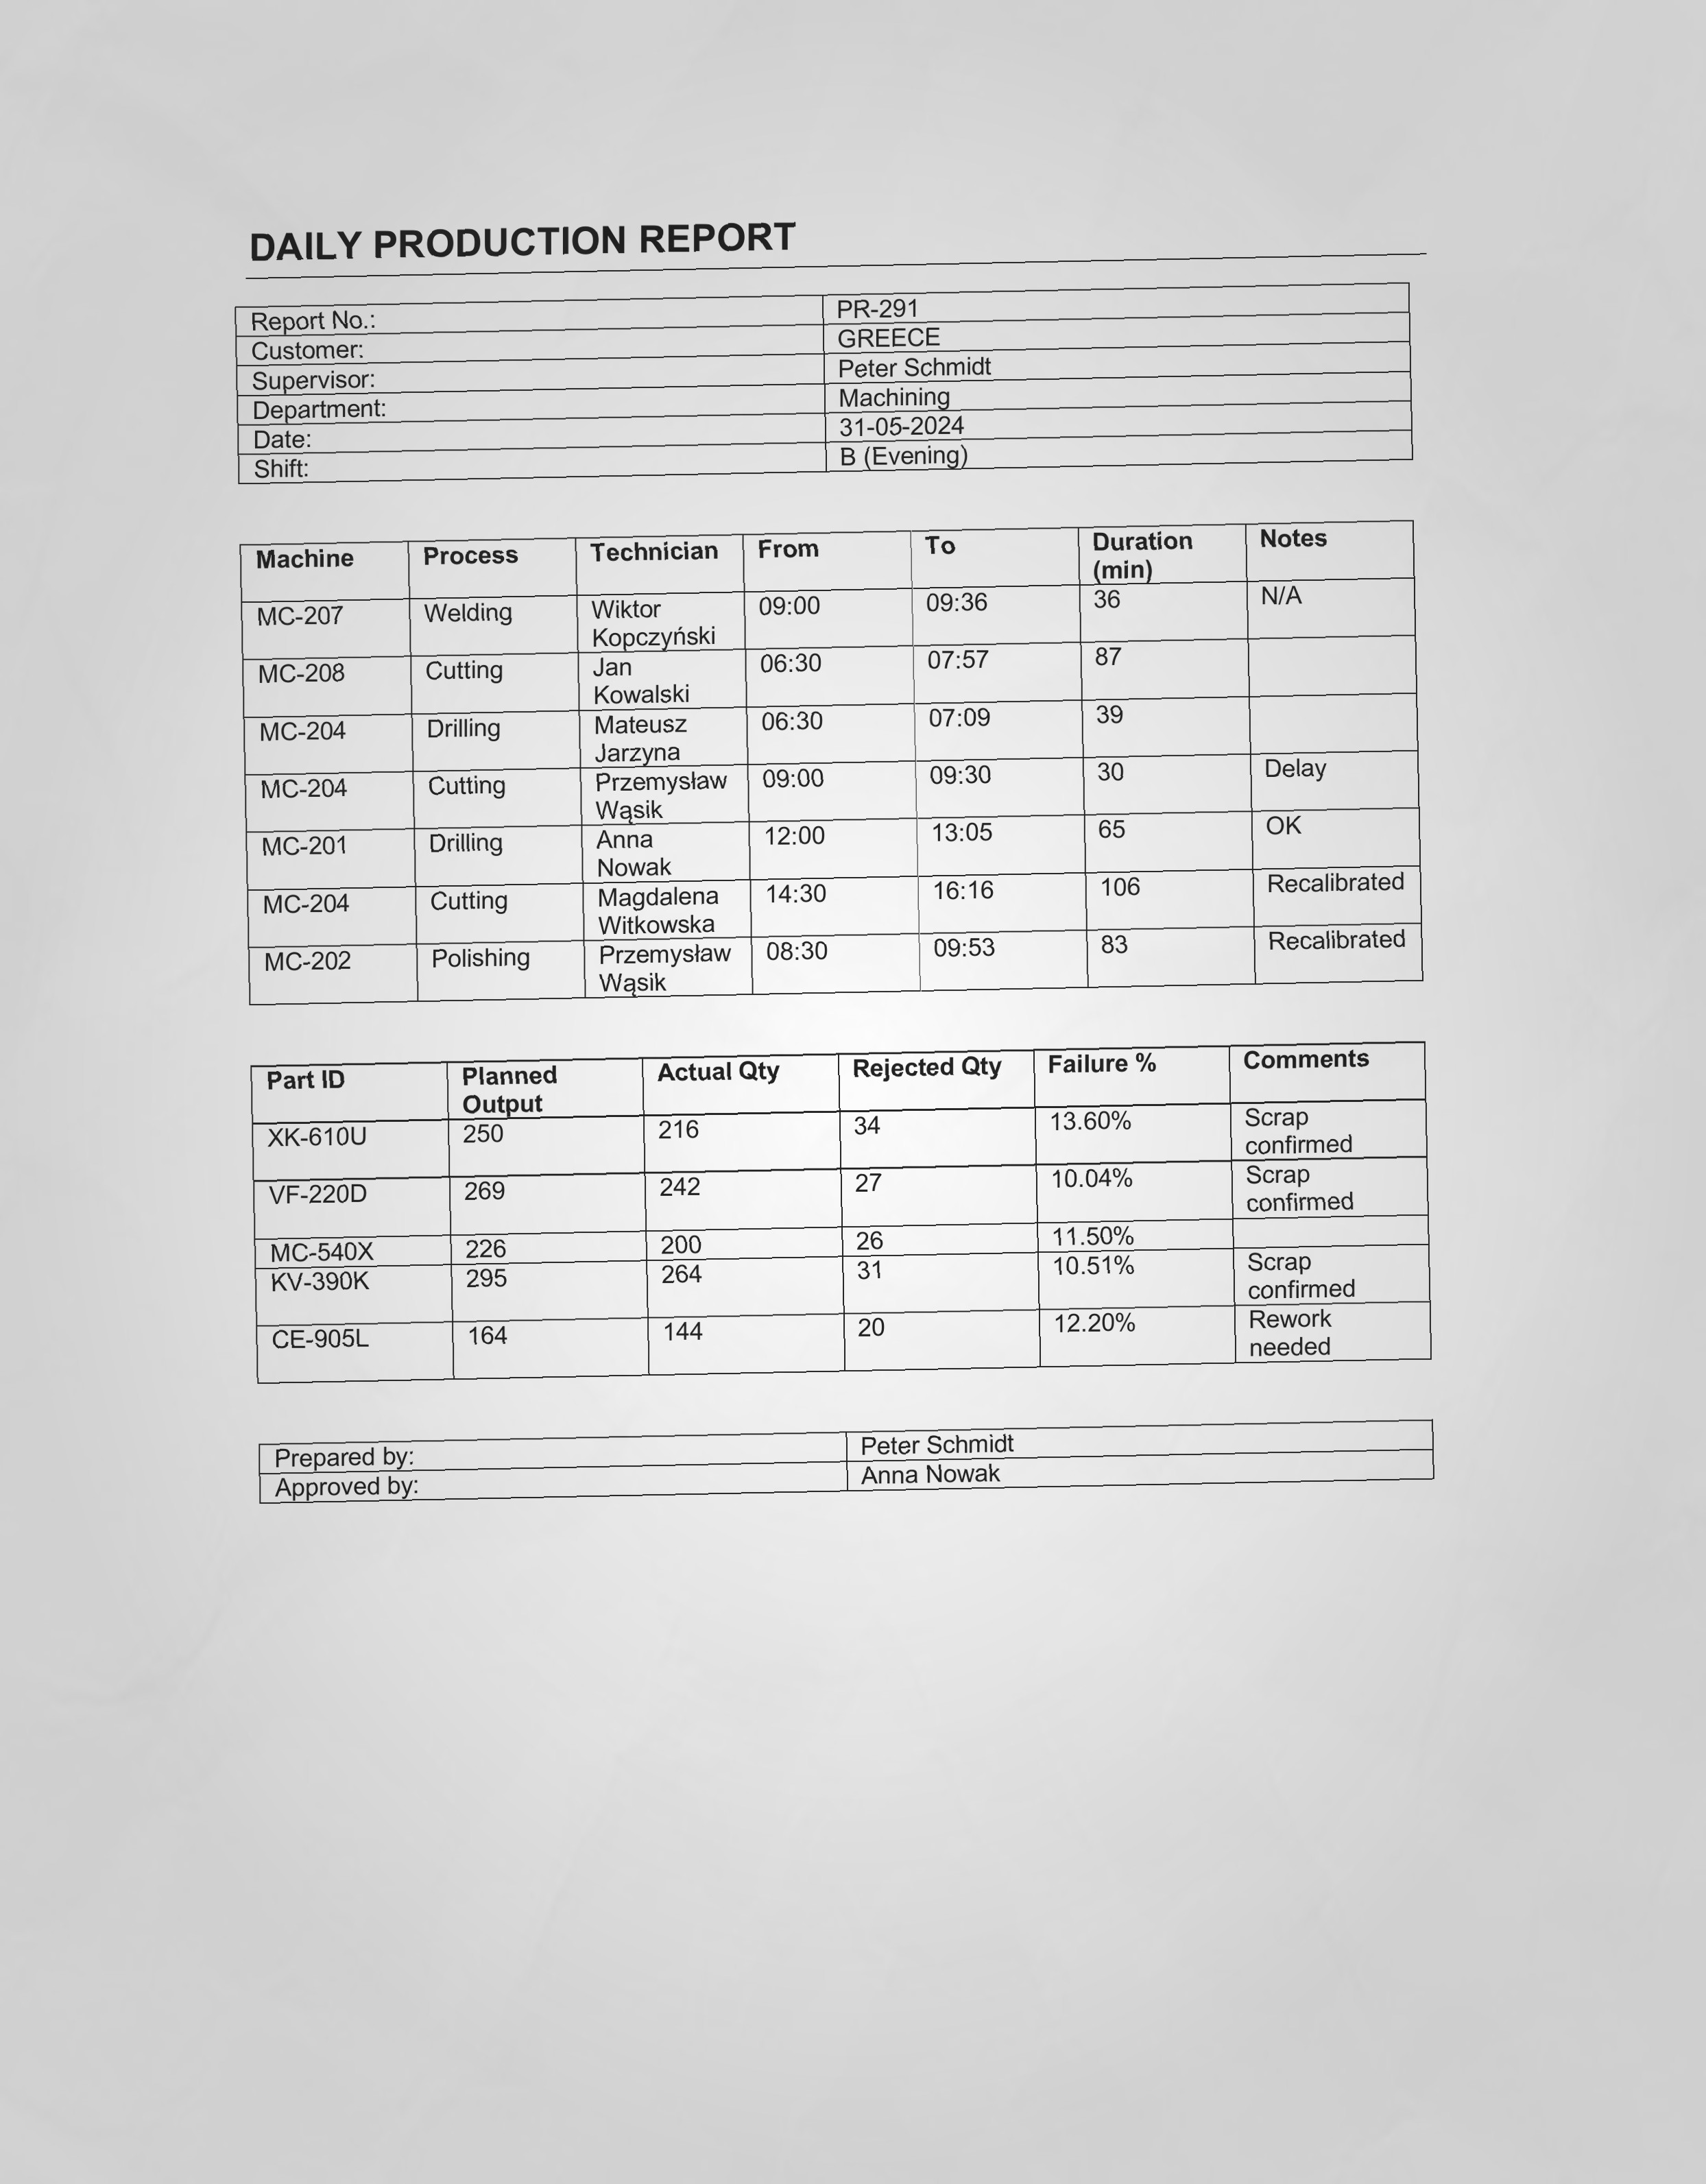 DAILY PRODUCTION REPORT
Report No.: PR-291
Customer: GREECE
Supervisor: Peter Schmidt
Department: Machining
Date: 31-05-2024
Shift: B (Evening)
Machine Process Technician From To Duration (min) Notes
MC-207 Welding Wiktor Kopczyński 09:00 09:36 36 N/A
MC-208 Cutting Jan Kowalski 06:30 07:57 87
MC-204 Drilling Mateusz Jarzyna 06:30 07:09 39
MC-204 Cutting Przemysław Wąsik 09:00 09:30 30 Delay
MC-201 Drilling Anna Nowak 12:00 13:05 65 OK
MC-204 Cutting Magdalena Witkowska 14:30 16:16 106 Recalibrated
MC-202 Polishing Przemysław Wąsik 08:30 09:53 83 Recalibrated
Part ID Planned Output Actual Qty Rejected Qty Failure % Comments
XK-610U 250 216 34 13.60% Scrap confirmed
VF-220D 269 242 27 10.04% Scrap confirmed
MC-540X 226 200 26 11.50%
KV-390K 295 264 31 10.51% Scrap confirmed
CE-905L 164 144 20 12.20% Rework needed
Prepared by: Peter Schmidt
Approved by: Anna Nowak